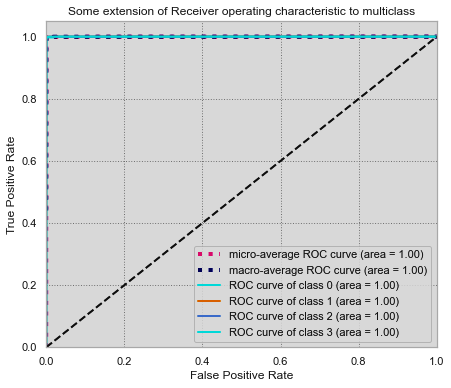 Some extension of Receiver operating characteristic to multiclass
1.0
0.8
0.6
0.4
0.2
0.0
True Positive Rate
micro-average ROC curve (area = 1.00)
macro-average ROC curve (area = 1.00)
ROC curve of class 0 (area = 1.00)
ROC curve of class 1 (area = 1.00)
ROC curve of class 2 (area = 1.00)
ROC curve of class 3 (area = 1.00)
0.0 0.2 0.4 0.6 0.8 1.0
False Positive Rate